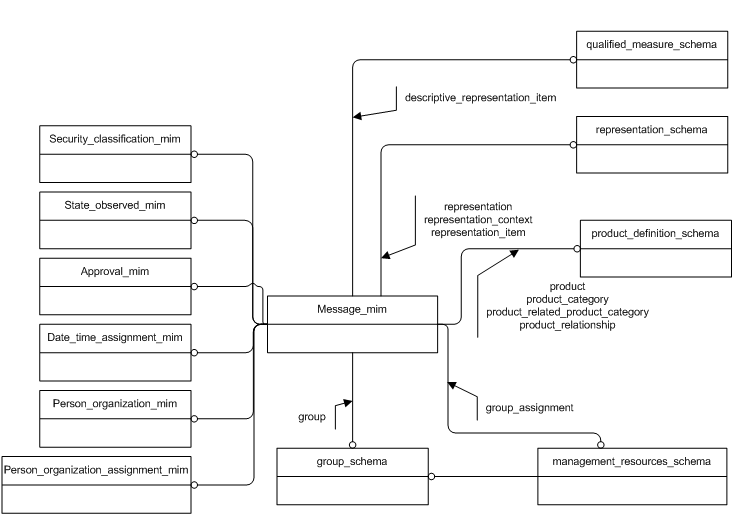 qualified_measure_schema
descriptive_representation_item
representation_schema
Security_classification_mim
State_observed_mim
representation
representation_context
representation_item
product_definition_schema
Approval_mim
product
product_category
product_related_product_category
product_relationship
Message_mim
Date_time_assignment_mim
Person_organization_mim
group
group_assignment
Person_organization_assignment_mim
group_schema
management_resources_schema